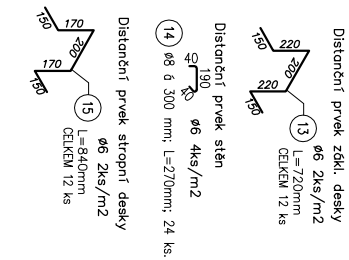 Distanční prvek zákl. desky
ø6 2ks/m2
150
220
200
220
150
13
L=720mm
CELKEM 12 ks
Distanční prvek stěn
ø6 4ks/m2
40
190
40
14
ø8 á 300 mm; L=270mm; 24 ks.
Distanční prvek stropní desky
ø6 2ks/m2
150
170
200
170
150
15
L=840mm
CELKEM 12 ks